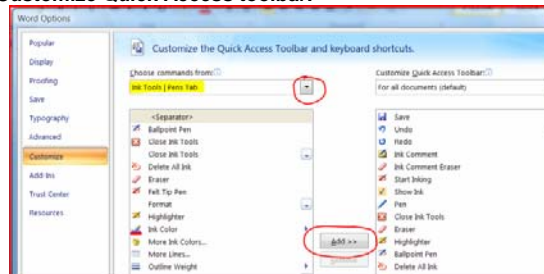 Customize Quick Access toolbar.
Word Options
Popular
Display
Proofing
Save
Typography
Advanced
Customize
Add-Ins
Trust Center
Resources
Customize the Quick Access Toolbar and keyboard shortcuts.
Choose commands from:
Ink Tools | Pens Tab
<Separator>
Ballpoint Pen
Close Ink Tools
Close Ink Tools
Delete All Ink
Eraser
Felt Tip Pen
Format
Highlighter
Ink Color
More Ink Colors...
More Lines...
Outline Weight
Add >>
Customize Quick Access Toolbar:
For all documents (default)
Save
Undo
Redo
Ink Comment
Ink Comment Eraser
Start Inking
Show Ink
Pen
Close Ink Tools
Eraser
Highlighter
Ballpoint Pen
Delete All Ink